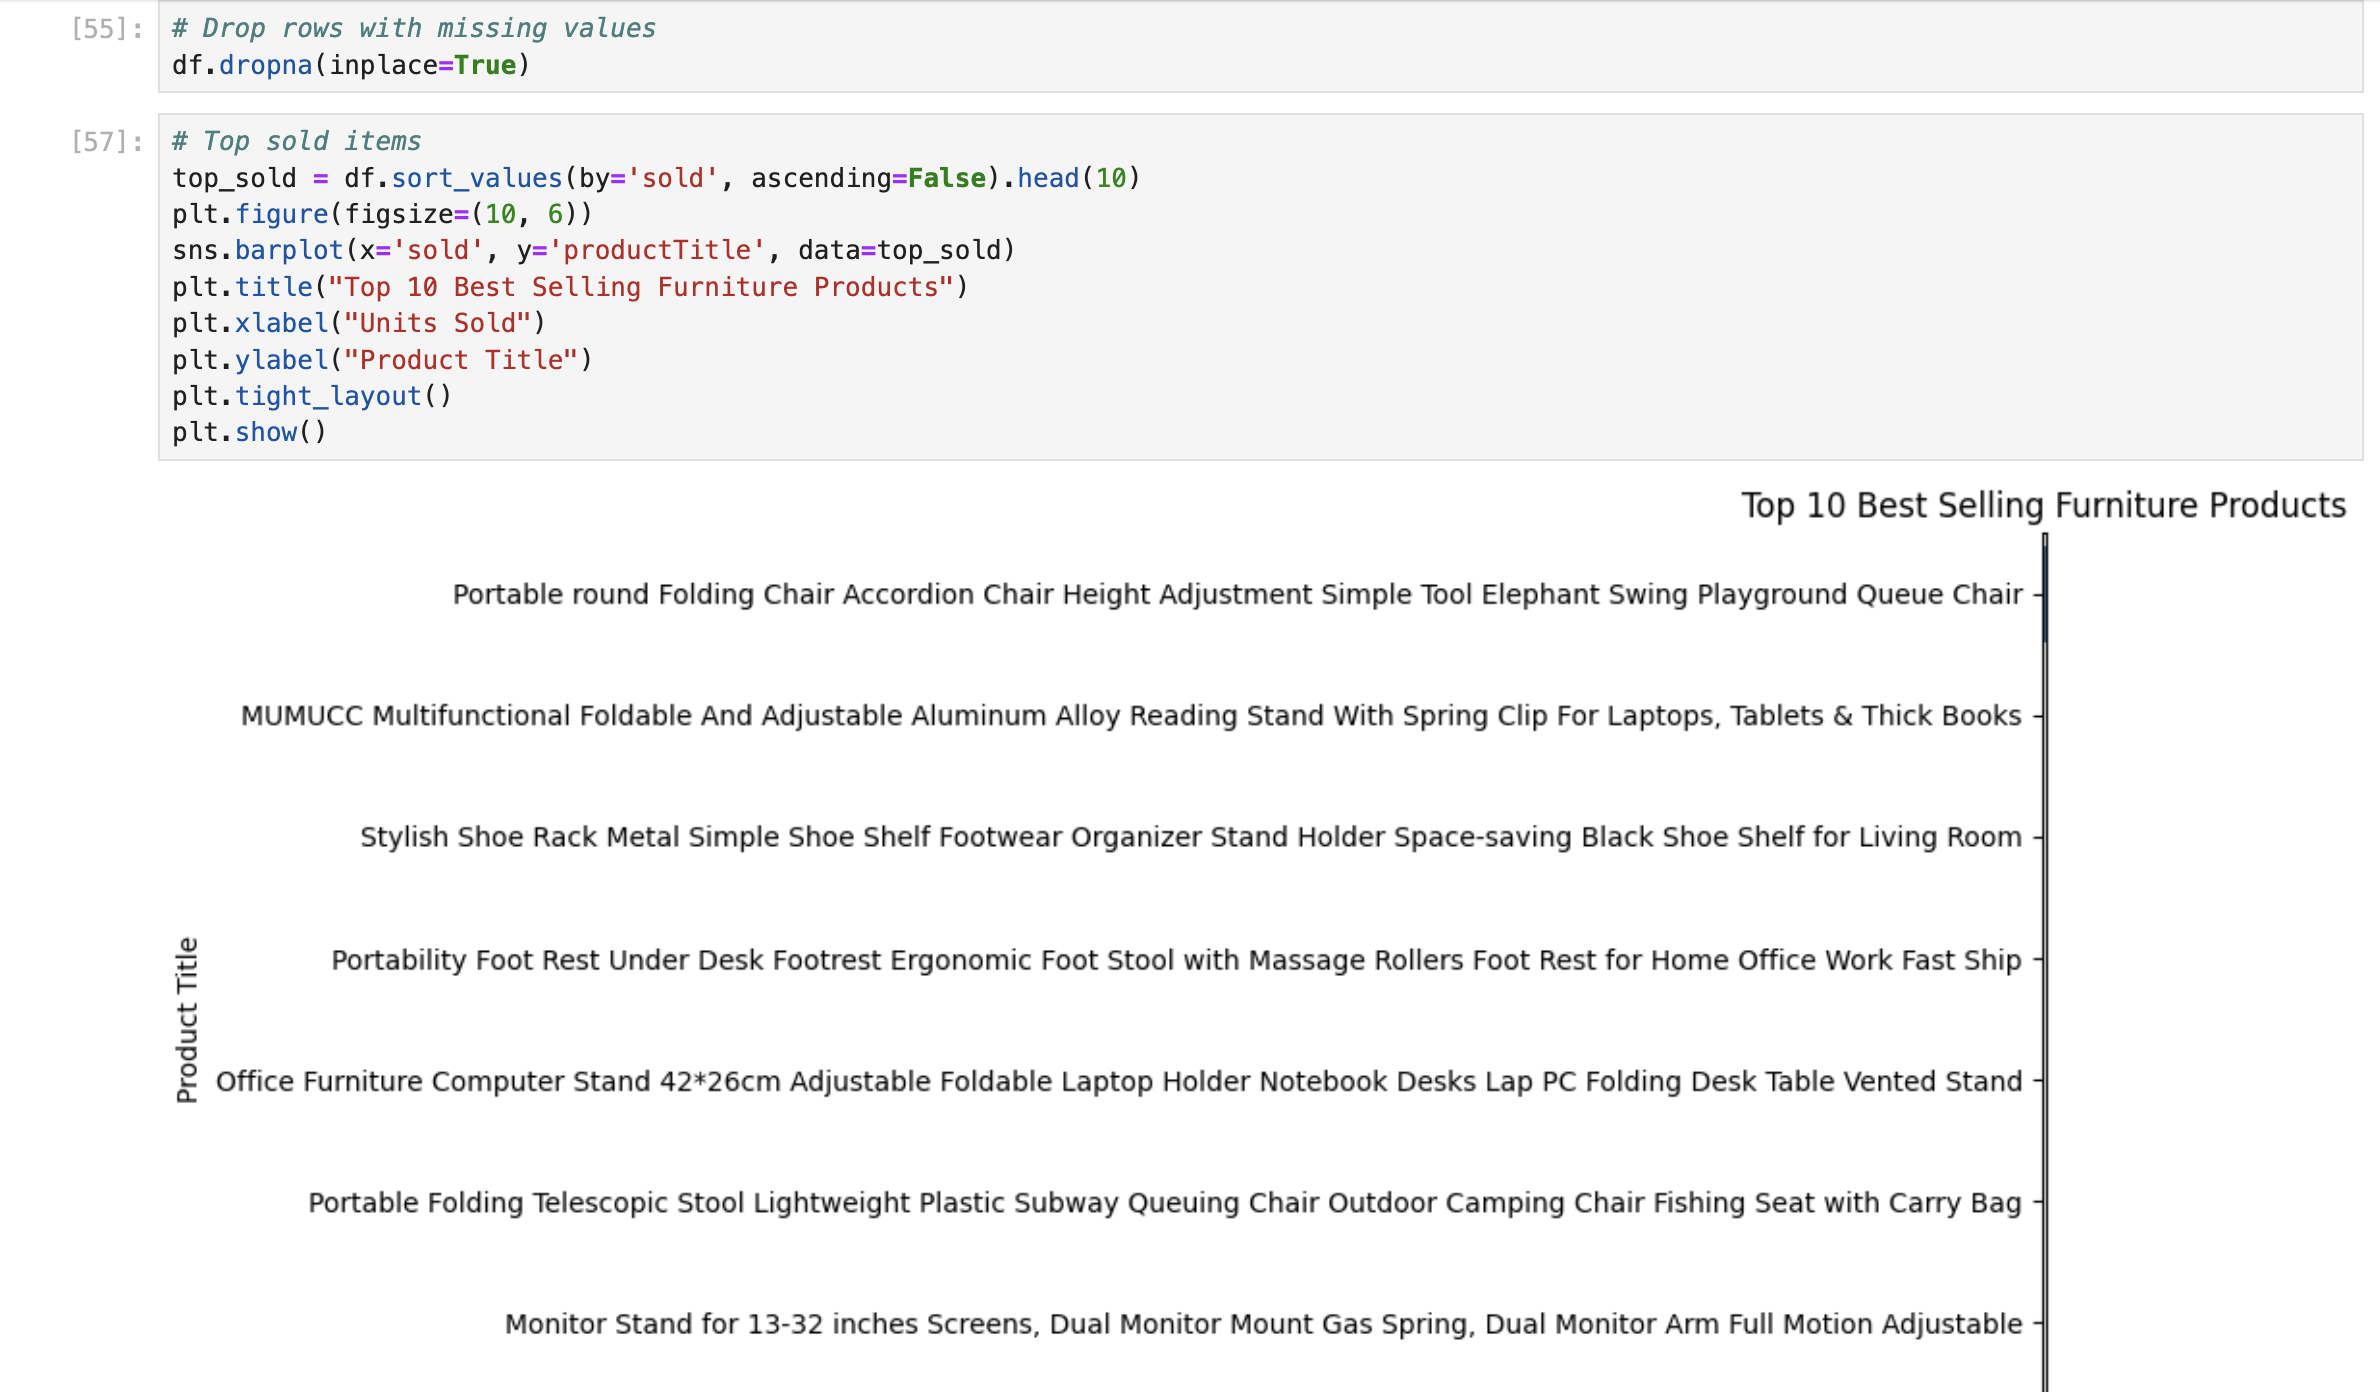 [55]:
# Drop rows with missing values
df.dropna(inplace=True)
[57]:
# Top sold items
top_sold = df.sort_values(by='sold', ascending=False).head(10)
plt.figure(figsize=(10, 6))
sns.barplot(x='sold', y='productTitle', data=top_sold)
plt.title("Top 10 Best Selling Furniture Products")
plt.xlabel("Units Sold")
plt.ylabel("Product Title")
plt.tight_layout()
plt.show()
Top 10 Best Selling Furniture Products
Portable round Folding Chair Accordion Chair Height Adjustment Simple Tool Elephant Swing Playground Queue Chair
MUMUCC Multifunctional Foldable And Adjustable Aluminum Alloy Reading Stand With Spring Clip For Laptops, Tablets & Thick Books
Stylish Shoe Rack Metal Simple Shoe Shelf Footwear Organizer Stand Holder Space-saving Black Shoe Shelf for Living Room
Portability Foot Rest Under Desk Footrest Ergonomic Foot Stool with Massage Rollers Foot Rest for Home Office Work Fast Ship
Product Title
Office Furniture Computer Stand 42*26cm Adjustable Foldable Laptop Holder Notebook Desks Lap PC Folding Desk Table Vented Stand
Portable Folding Telescopic Stool Lightweight Plastic Subway Queuing Chair Outdoor Camping Chair Fishing Seat with Carry Bag
Monitor Stand for 13-32 inches Screens, Dual Monitor Mount Gas Spring, Dual Monitor Arm Full Motion Adjustable